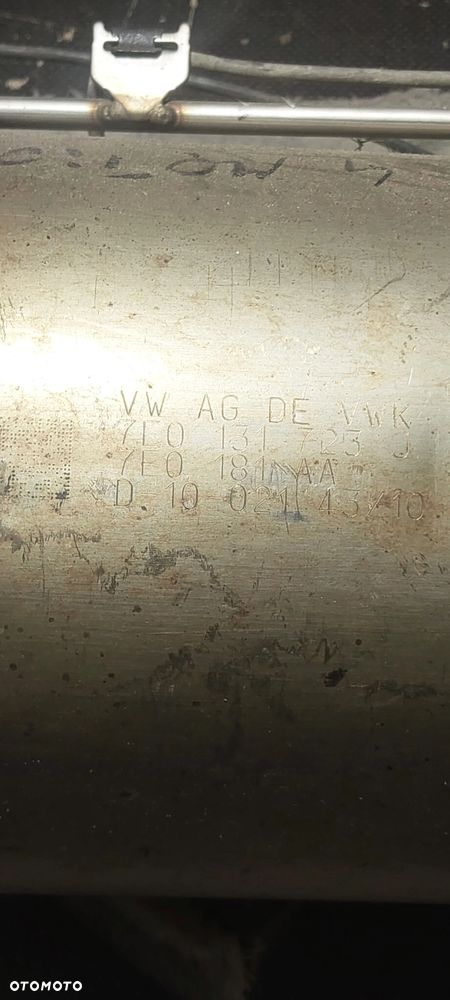 VW AG DE VWK
7E0 131 723 J
7E0 181 AA
D 10 021 43/10
OTOMOTO